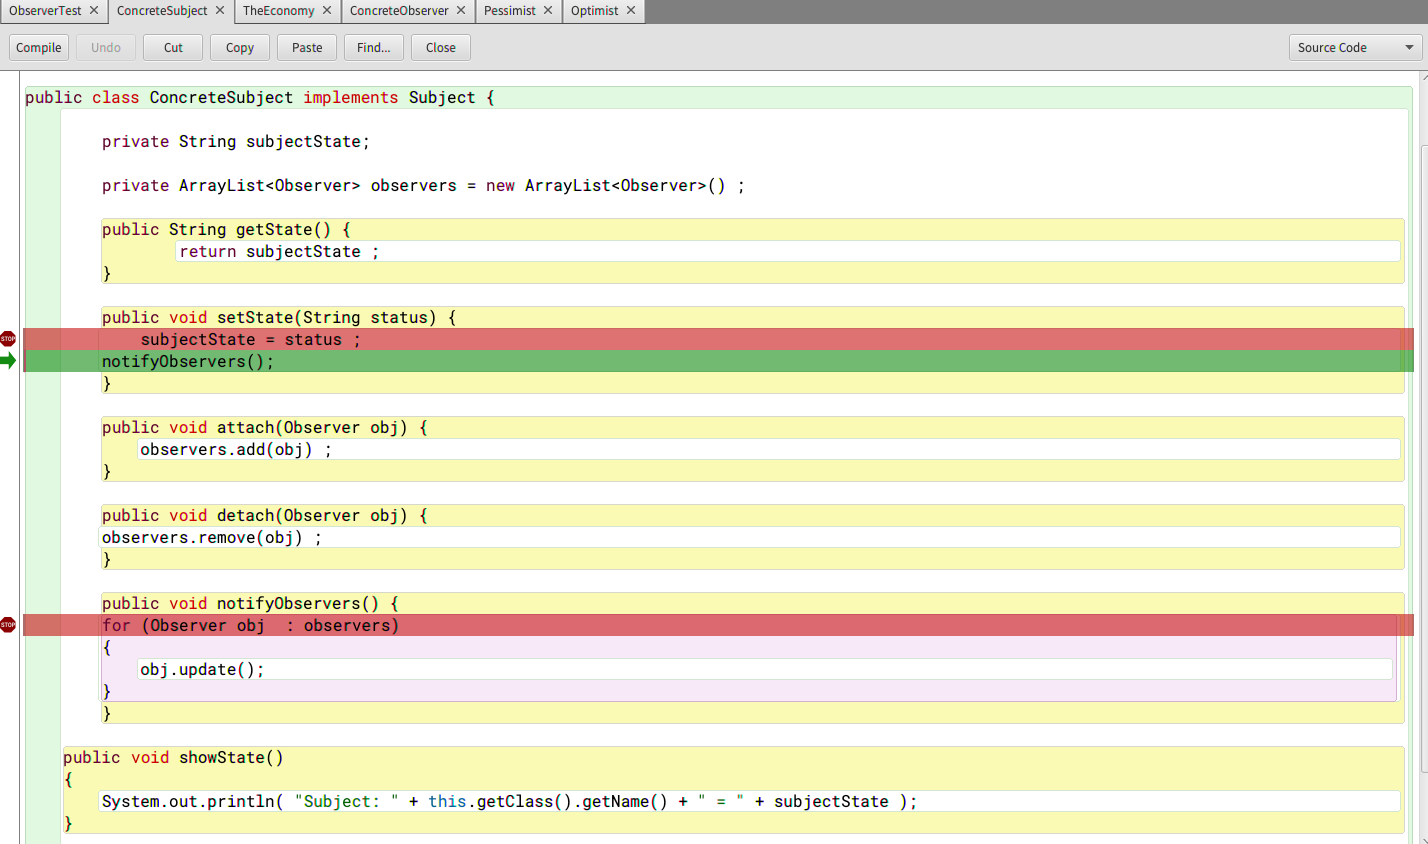 ObserverTest ConcreteSubject TheEconomy ConcreteObserver Pessimist Optimist
Compile Undo Cut Copy Paste Find... Close Source Code
public class ConcreteSubject implements Subject {
private String subjectState;
private ArrayList<Observer> observers = new ArrayList<Observer>() ;
public String getState() {
return subjectState ;
}
public void setState(String status) {
STOP subjectState = status ;
notifyObservers();
}
public void attach(Observer obj) {
observers.add(obj) ;
}
public void detach(Observer obj) {
observers.remove(obj) ;
}
public void notifyObservers() {
STOP for (Observer obj  : observers)
{
obj.update();
}
}
public void showState()
{
System.out.println( "Subject: " + this.getClass().getName() + " = " + subjectState );
}